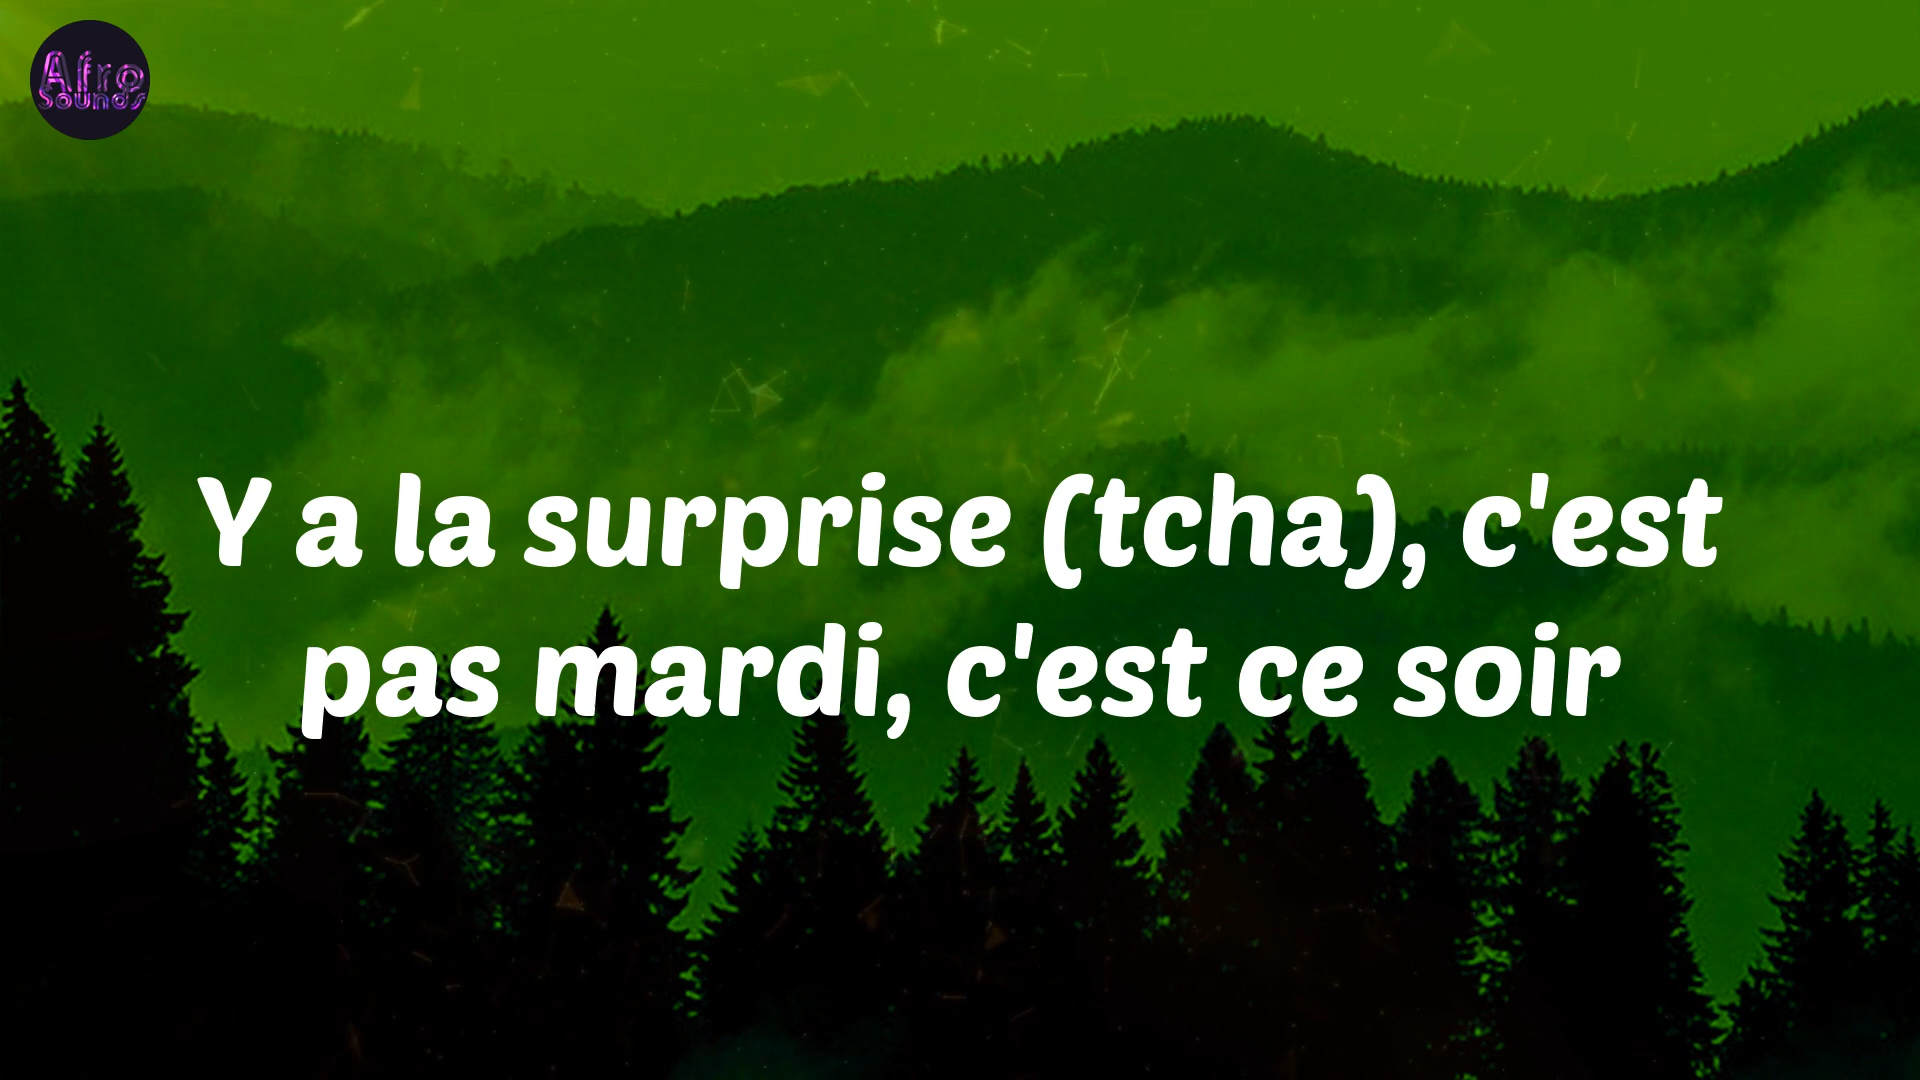 Afro
Sounds
Y a la surprise (tcha), c'est
pas mardi, c'est ce soir